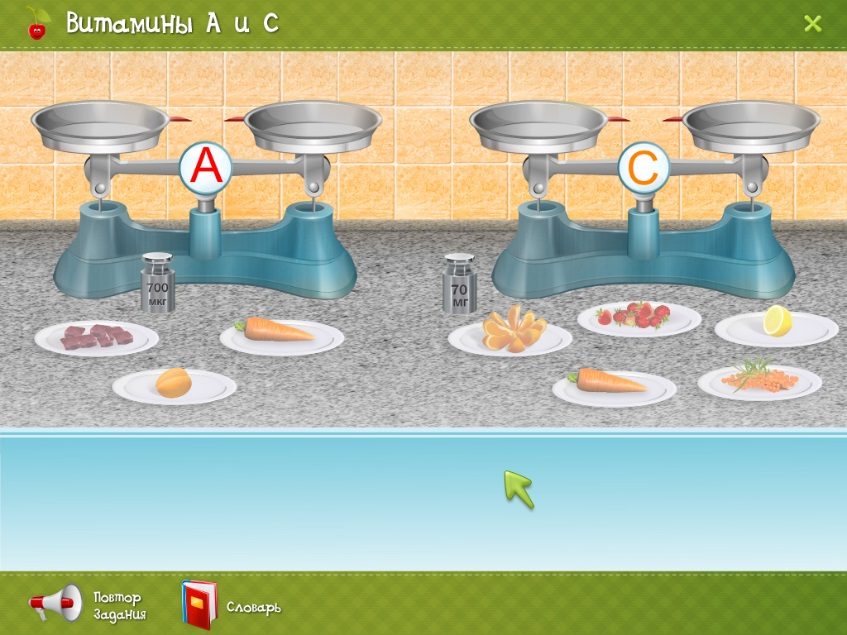 Витамины А и С
А
С
700
мкг
70
мг
Повтор
Задания
Словарь